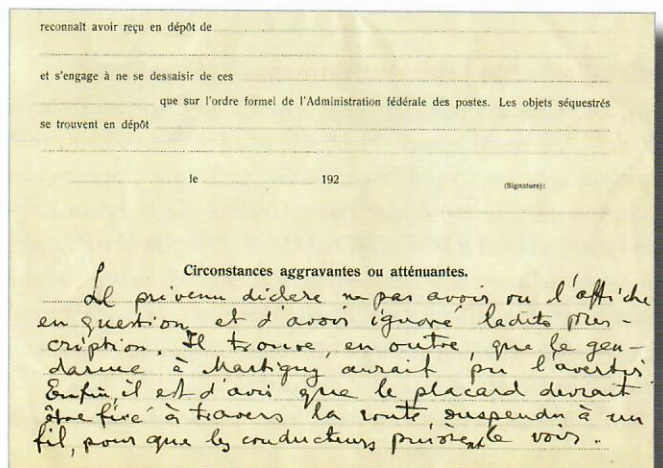 reconnaît avoir reçu en dépôt de
et s'engage à ne se dessaisir de ces
que sur l'ordre formel de l'Administration fédérale des postes. Les objets séquestrés
se trouvent en dépôt
le 192 (Signature):
Circonstances aggravantes ou atténuantes.
Le prévenu déclare ne pas avoir vu l'affiche
en question et d'avoir ignoré ladite pres-
cription. Il trouve, en outre, que le gen-
darme à Martigny aurait pu l'avertir.
Enfin, il est d'avis que le placard devrait
être fixé à travers la route, suspendu à un
fil, pour que les conducteurs puissent le voir.